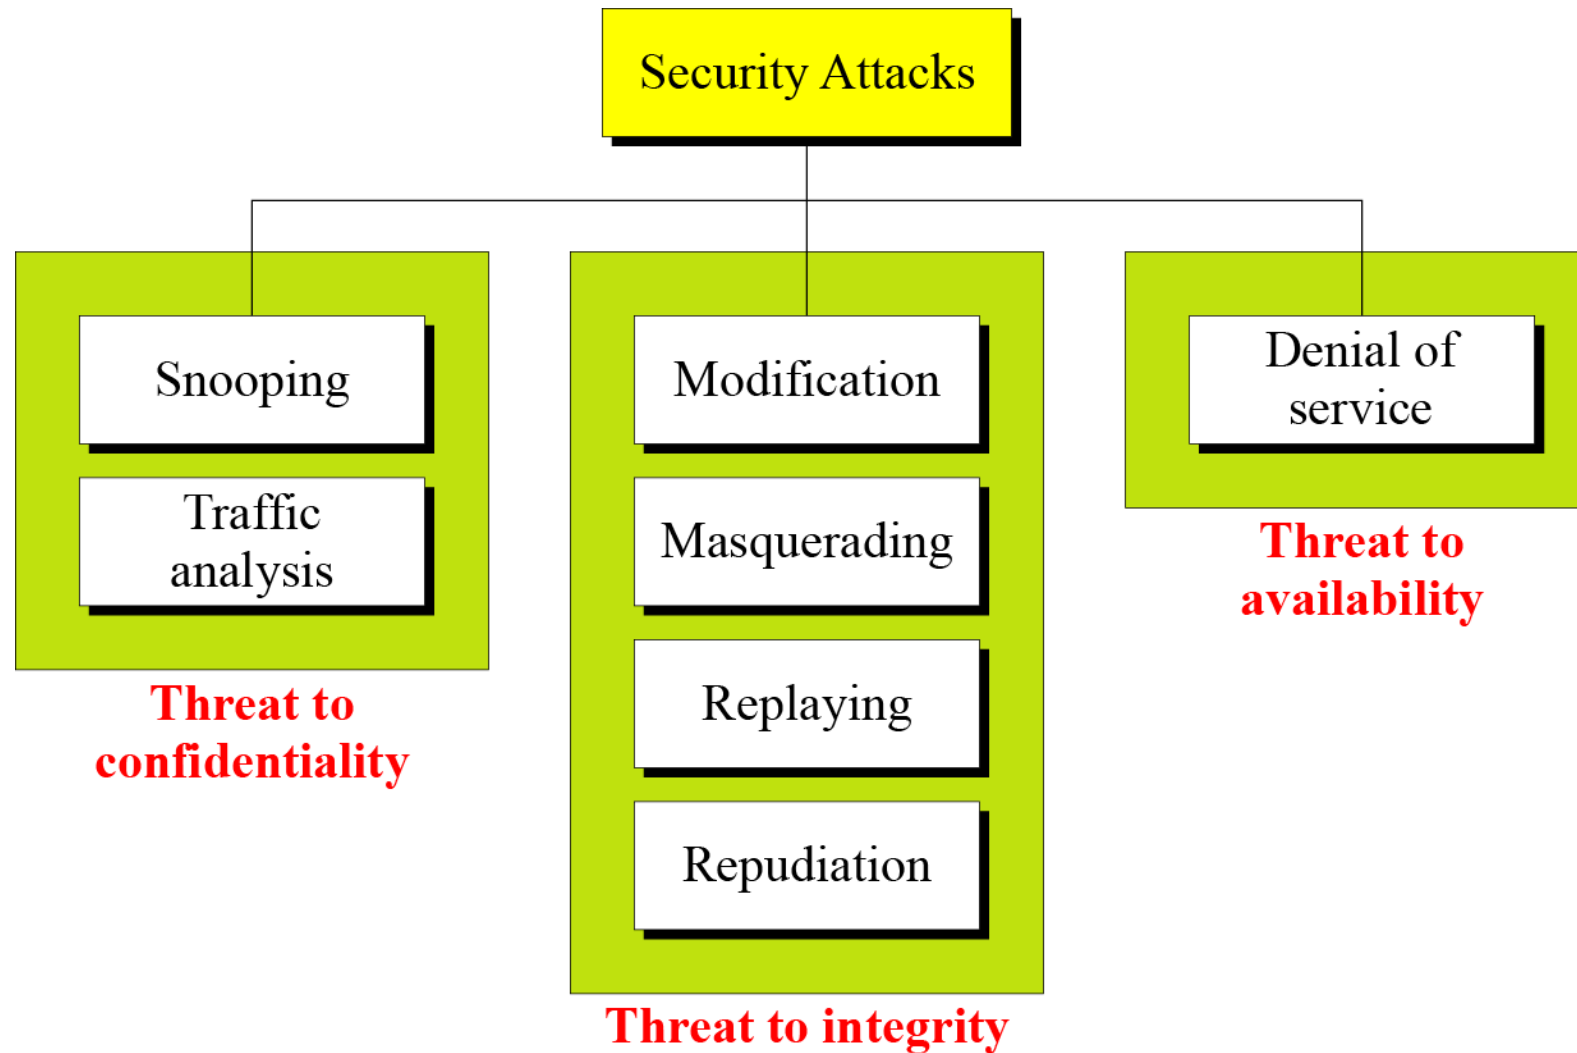 Security Attacks
Snooping
Traffic
analysis
Threat to
confidentiality
Modification
Masquerading
Replaying
Repudiation
Threat to integrity
Denial of
service
Threat to
availability